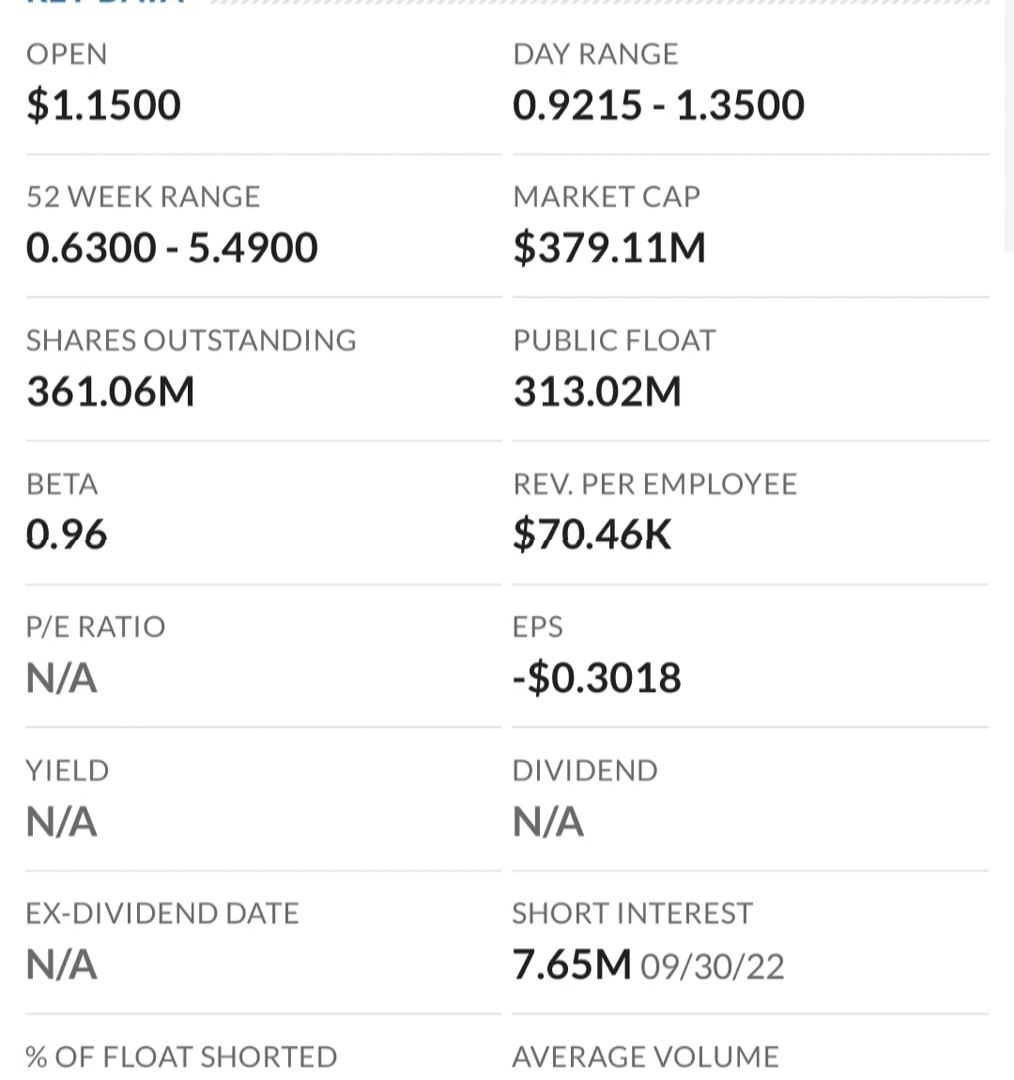 KEY DATA
OPEN
$1.1500
DAY RANGE
0.9215 - 1.3500
52 WEEK RANGE
0.6300 - 5.4900
MARKET CAP
$379.11M
SHARES OUTSTANDING
361.06M
PUBLIC FLOAT
313.02M
BETA
0.96
REV. PER EMPLOYEE
$70.46K
P/E RATIO
N/A
EPS
-$0.3018
YIELD
N/A
DIVIDEND
N/A
EX-DIVIDEND DATE
N/A
SHORT INTEREST
7.65M 09/30/22
% OF FLOAT SHORTED
AVERAGE VOLUME